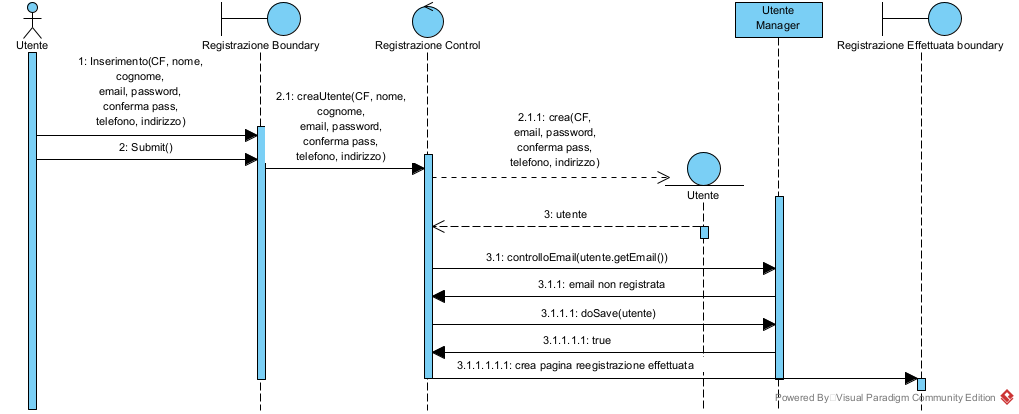 Utente
Registrazione Boundary
Registrazione Control
Utente
Manager
Registrazione Effettuata boundary
1: Inserimento(CF, nome,
cognome,
email, password,
conferma pass,
telefono, indirizzo)
2: Submit()
2.1: creaUtente(CF, nome,
cognome,
email, password,
conferma pass,
telefono, indirizzo)
2.1.1: crea(CF,
email, password,
conferma pass,
telefono, indirizzo)
Utente
3: utente
3.1: controlloEmail(utente.getEmail())
3.1.1: email non registrata
3.1.1.1: doSave(utente)
3.1.1.1.1: true
3.1.1.1.1.1: crea pagina reegistrazione effettuata
Powered By Visual Paradigm Community Edition